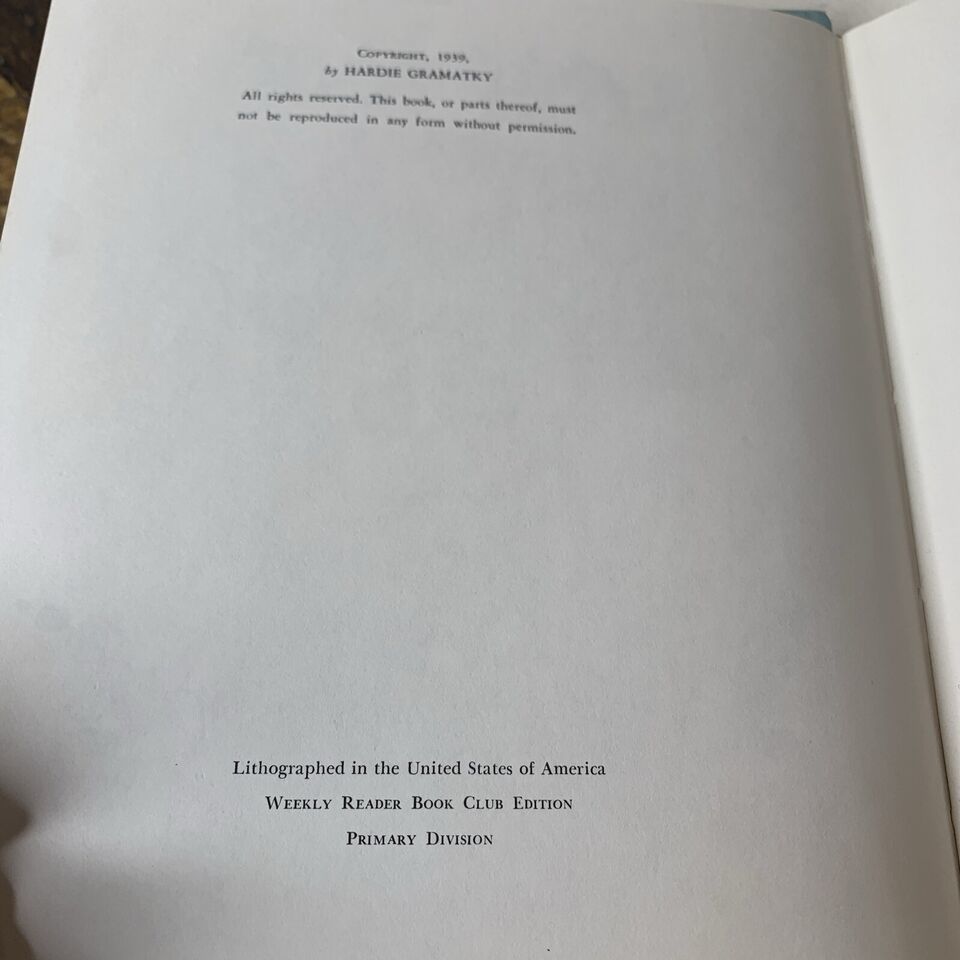 COPYRIGHT, 1939,
by HARDIE GRAMATKY
All rights reserved. This book, or parts thereof, must
not be reproduced in any form without permission.
Lithographed in the United States of America
WEEKLY READER BOOK CLUB EDITION
PRIMARY DIVISION